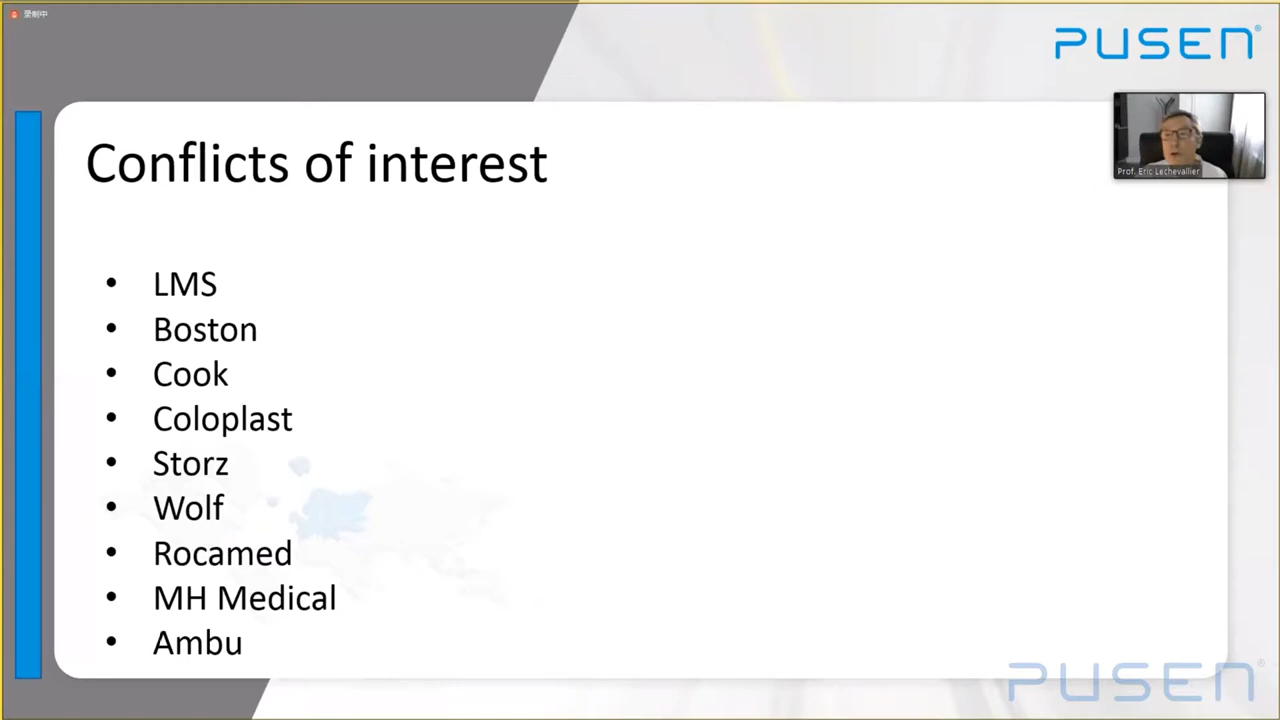 录制中
PUSEN®
Prof. Eric Lechevallier
Conflicts of interest
• LMS
• Boston
• Cook
• Coloplast
• Storz
• Wolf
• Rocamed
• MH Medical
• Ambu
PUSEN®